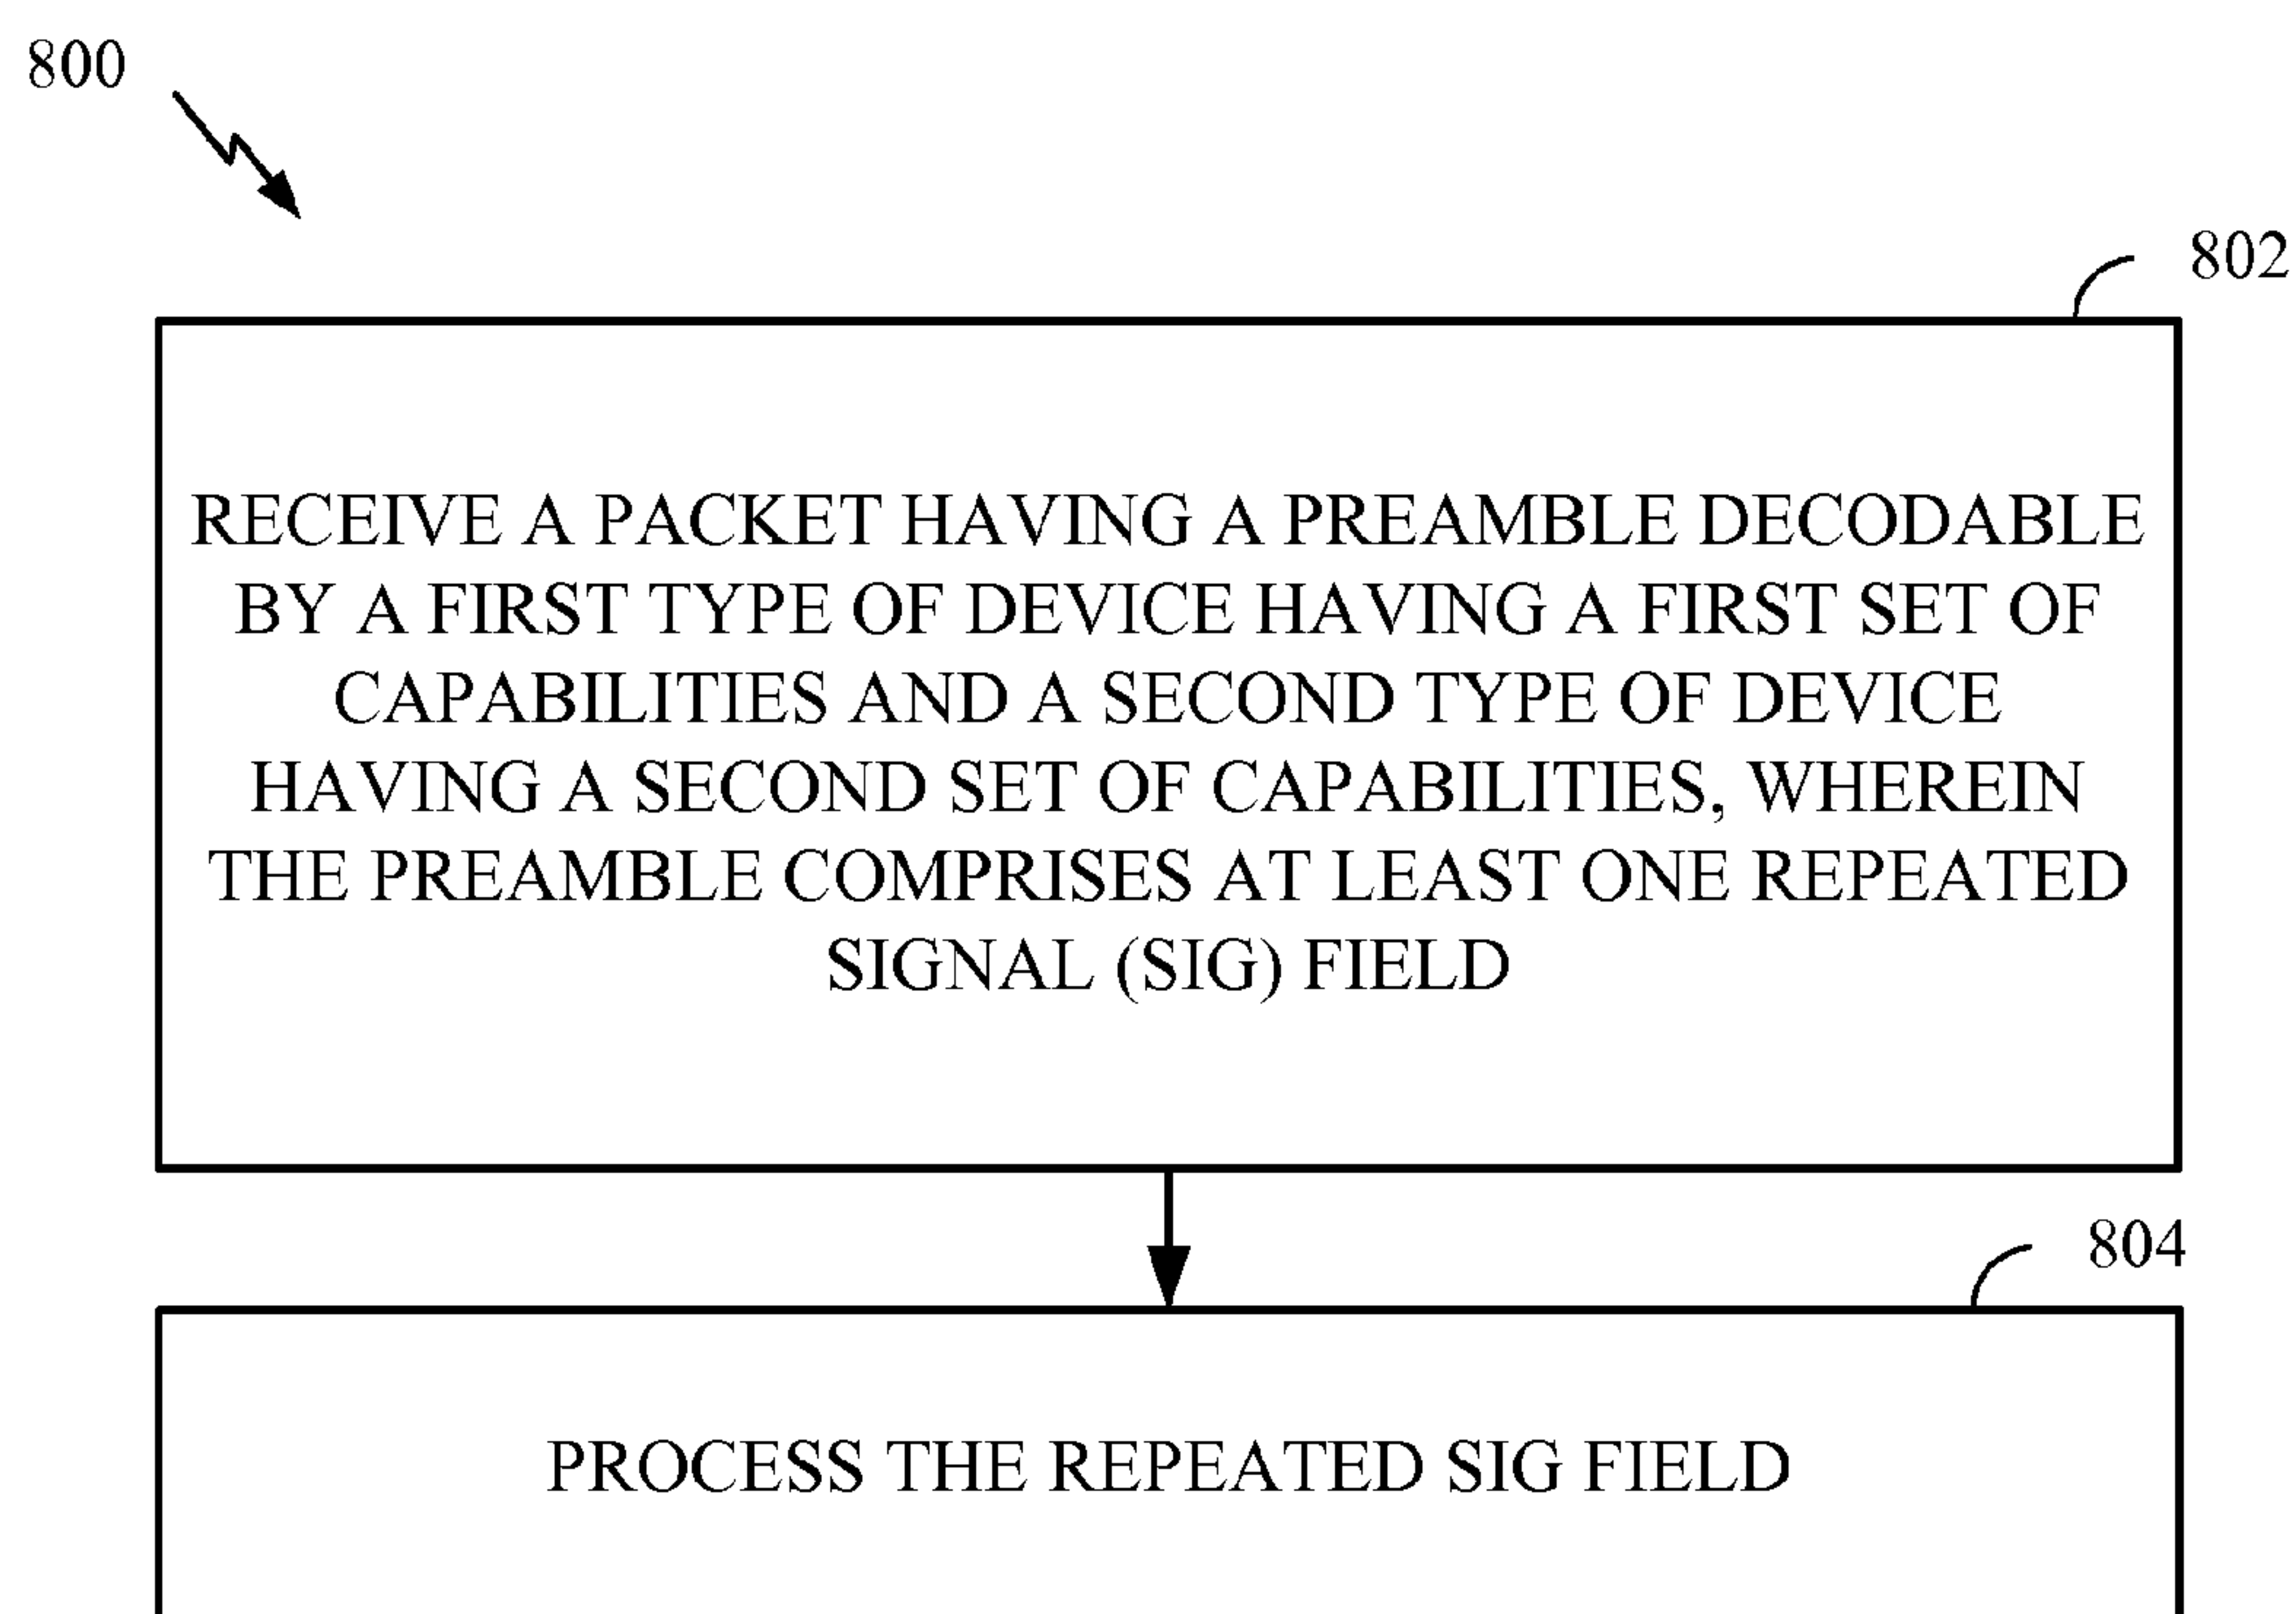 800
802
RECEIVE A PACKET HAVING A PREAMBLE DECODABLE
BY A FIRST TYPE OF DEVICE HAVING A FIRST SET OF
CAPABILITIES AND A SECOND TYPE OF DEVICE
HAVING A SECOND SET OF CAPABILITIES, WHEREIN
THE PREAMBLE COMPRISES AT LEAST ONE REPEATED
SIGNAL (SIG) FIELD
804
PROCESS THE REPEATED SIG FIELD